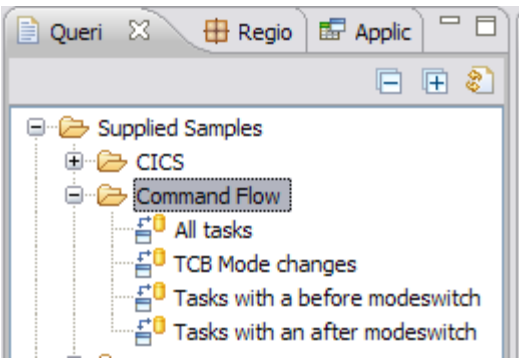 Queri Regio Applic
Supplied Samples
CICS
Command Flow
All tasks
TCB Mode changes
Tasks with a before modeswitch
Tasks with an after modeswitch